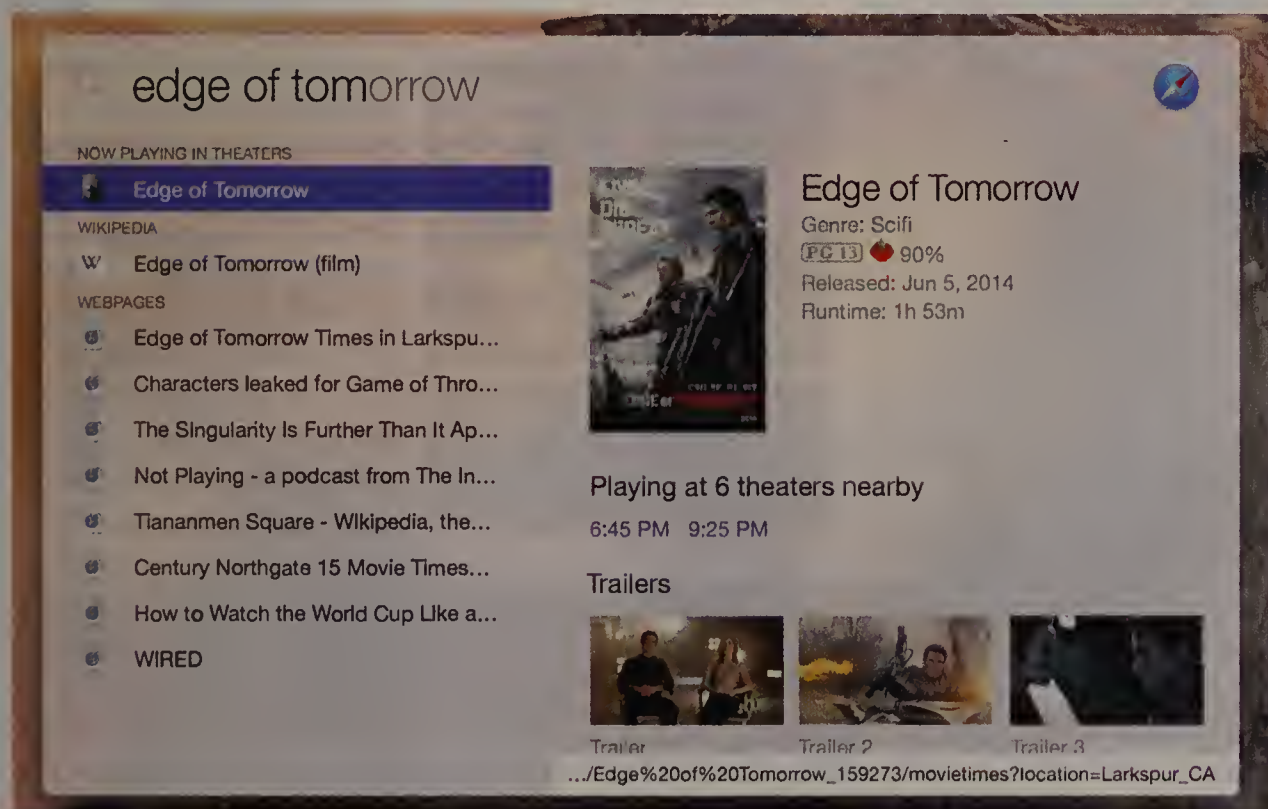 edge of tomorrow
NOW PLAYING IN THEATERS
Edge of Tomorrow
WIKIPEDIA
W Edge of Tomorrow (film)
WEBPAGES
Edge of Tomorrow Times in Larkspu...
Characters leaked for Game of Thro...
The Singularity Is Further Than It Ap...
Not Playing - a podcast from The In...
Tiananmen Square - Wikipedia, the...
Century Northgate 15 Movie Times...
How to Watch the World Cup Like a...
WIRED
Edge of Tomorrow
Genre: Scifi
PG 13 90%
Released: Jun 5, 2014
Runtime: 1h 53m
Playing at 6 theaters nearby
6:45 PM 9:25 PM
Trailers
Trailer Trailer 2 Trailer 3
.../Edge%20of%20Tomorrow_159273/movietimes?location=Larkspur_CA